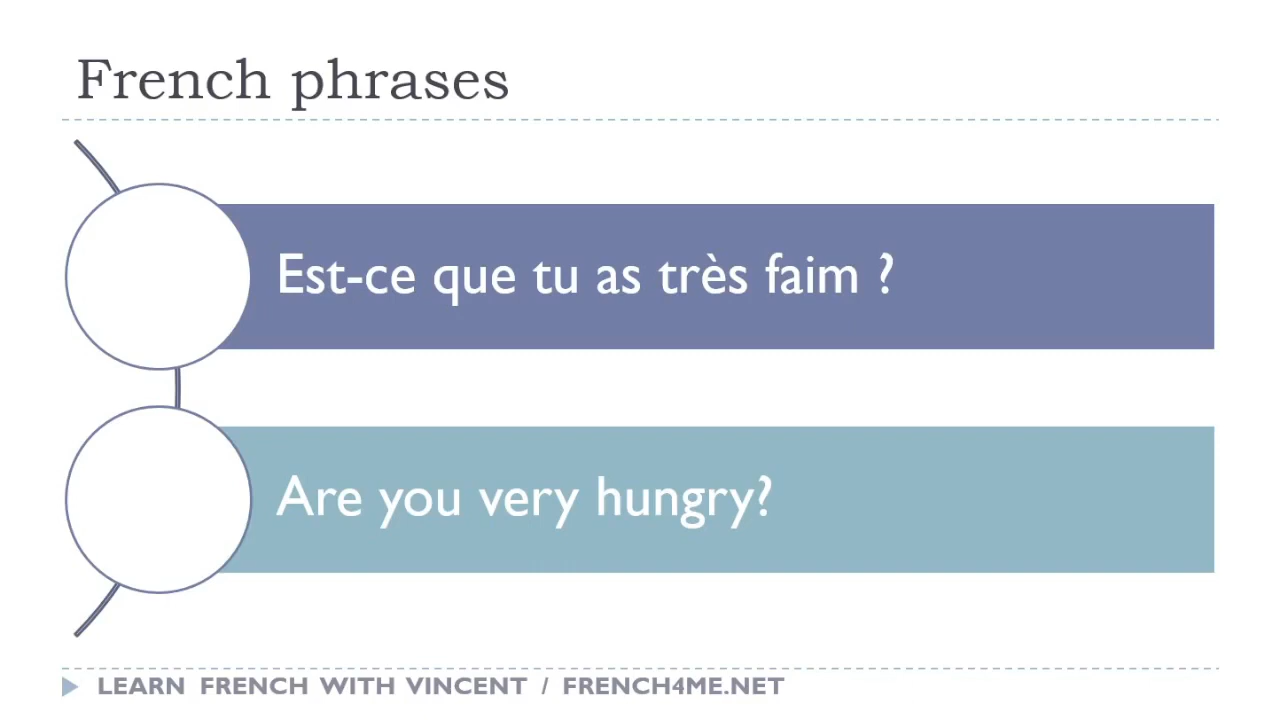 French phrases
Est-ce que tu as très faim ?
Are you very hungry?
LEARN FRENCH WITH VINCENT / FRENCH4ME.NET